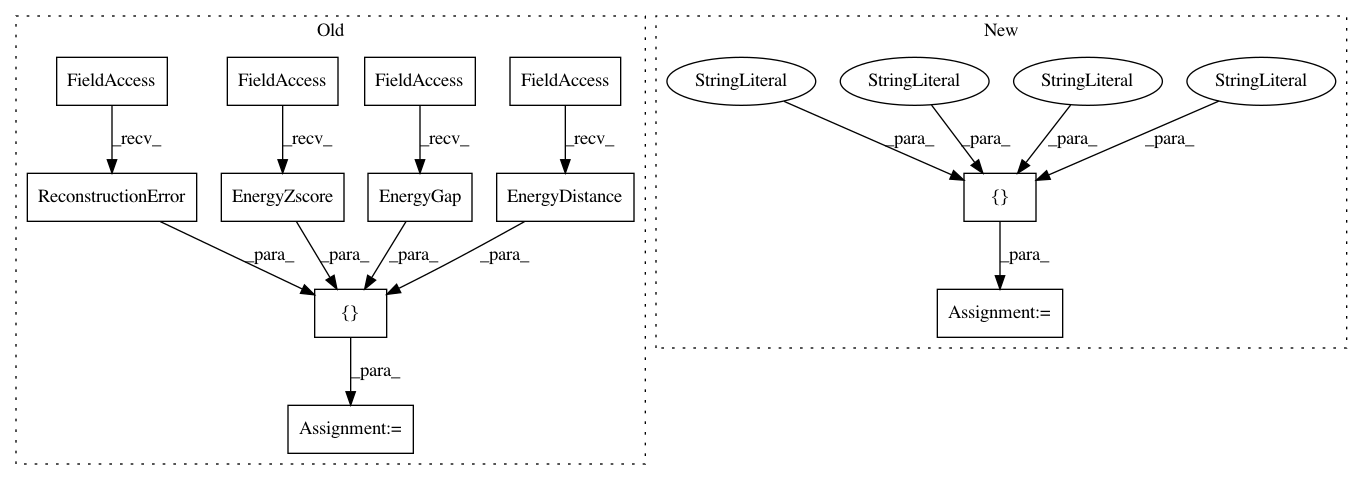 Old
New
FieldAccess FieldAccess FieldAccess FieldAccess
StringLiteral StringLiteral StringLiteral StringLiteral
_recv_ _recv_ _recv_ _recv_
_para_ _para_ _para_ _para_
ReconstructionError EnergyZscore EnergyGap EnergyDistance
{}
_para_ _para_ _para_ _para_
_para_
{}
Assignment:=
_para_
Assignment:=